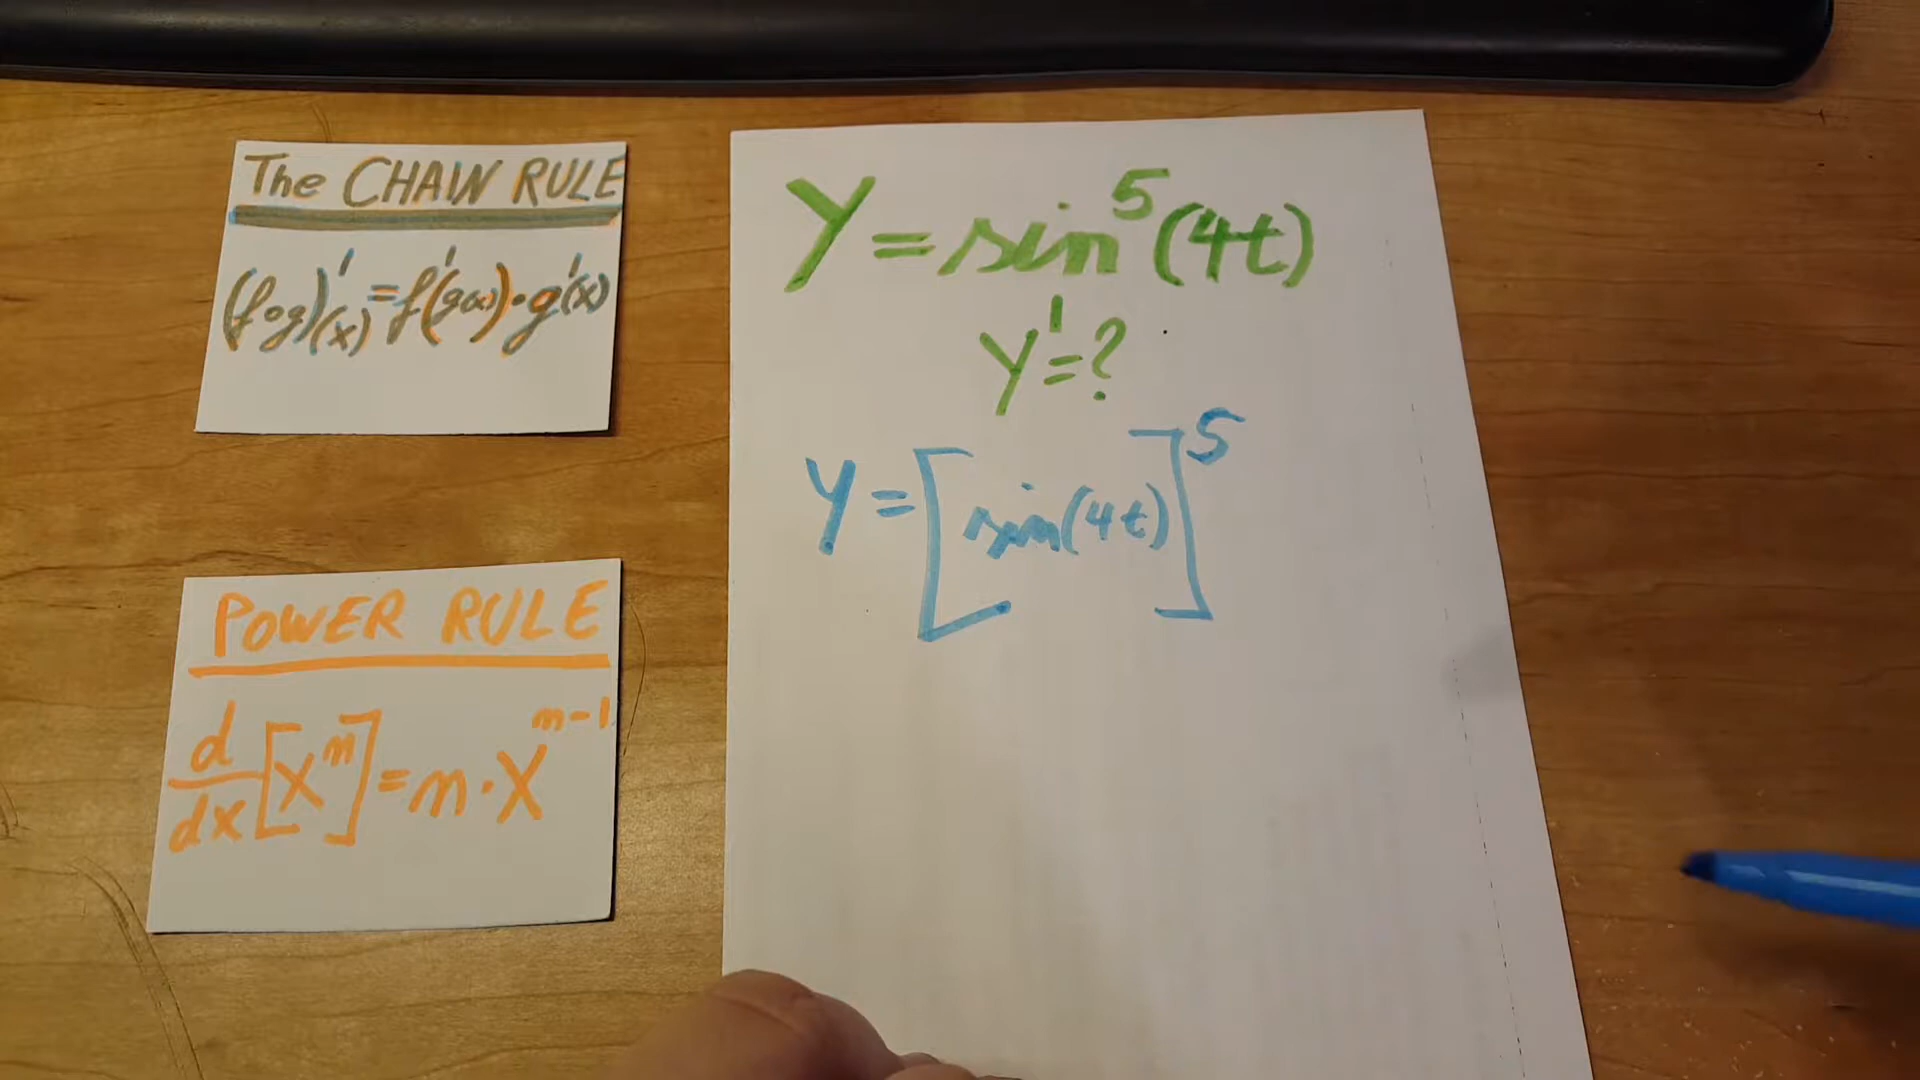 The CHAIN RULE
(f∘g)'(x) = f'(g(x))·g'(x)
POWER RULE
d/dx [x^n] = n·x^(n-1)
Y = sin^5(4t)
Y' = ?
Y = [sin(4t)]^5